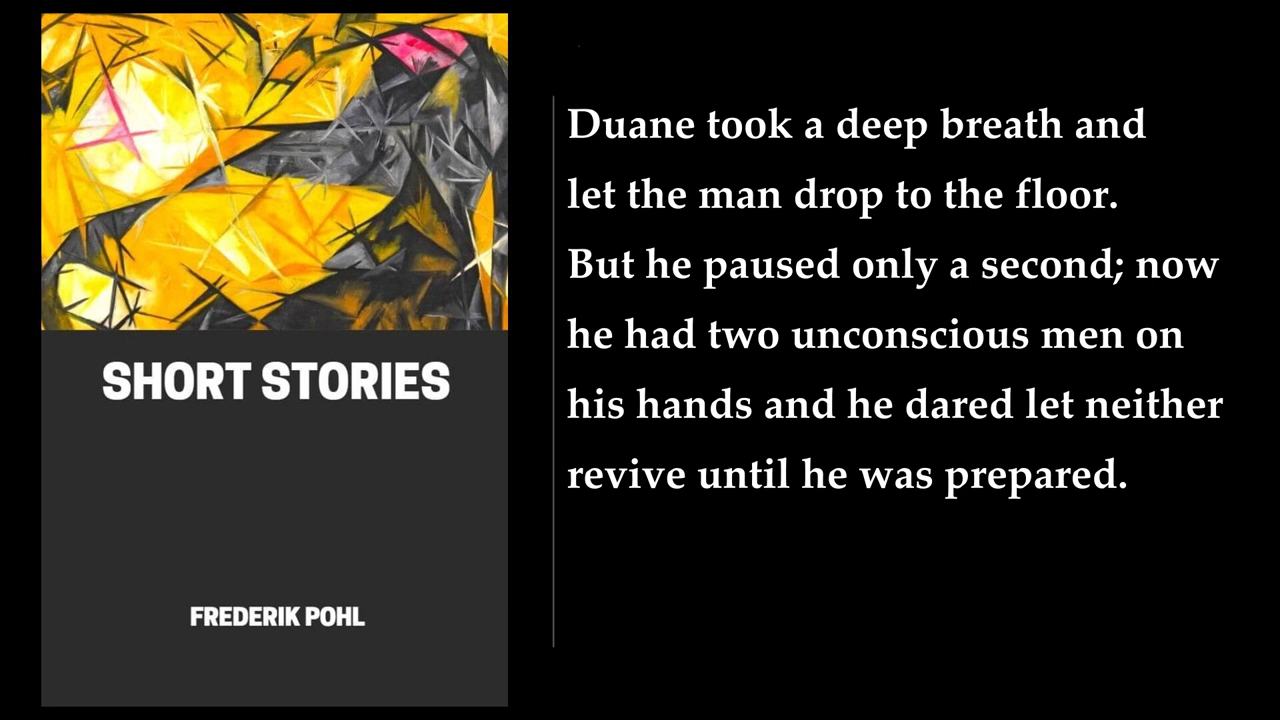 SHORT STORIES
FREDERIK POHL
Duane took a deep breath and
let the man drop to the floor.
But he paused only a second; now
he had two unconscious men on
his hands and he dared let neither
revive until he was prepared.